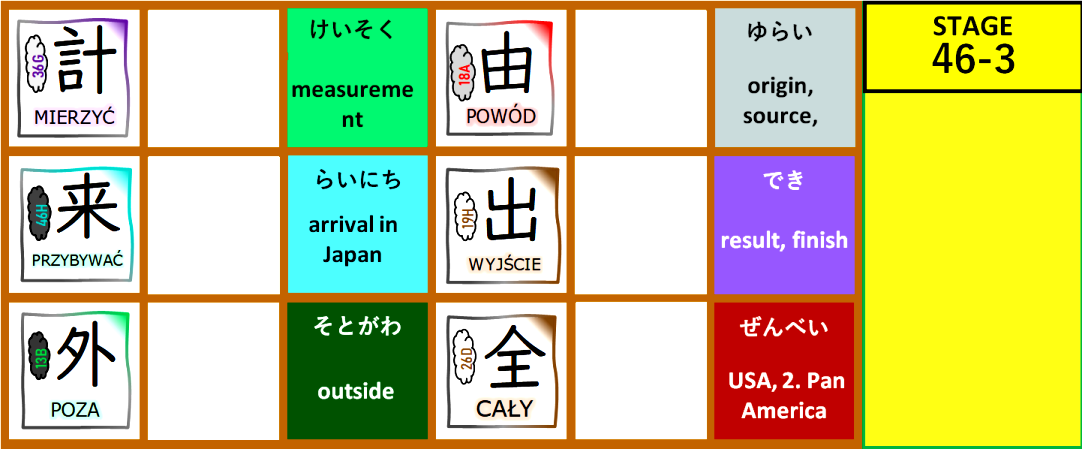 36G
計
MIERZYĆ
けいそく
measureme
nt
18A
由
POWÓD
ゆらい
origin,
source,
STAGE
46-3
46H
来
PRZYBYWAĆ
らいにち
arrival in
Japan
19H
出
WYJŚCIE
でき
result, finish
13B
外
POZA
そとがわ
outside
26D
全
CAŁY
ぜんべい
USA, 2. Pan
America